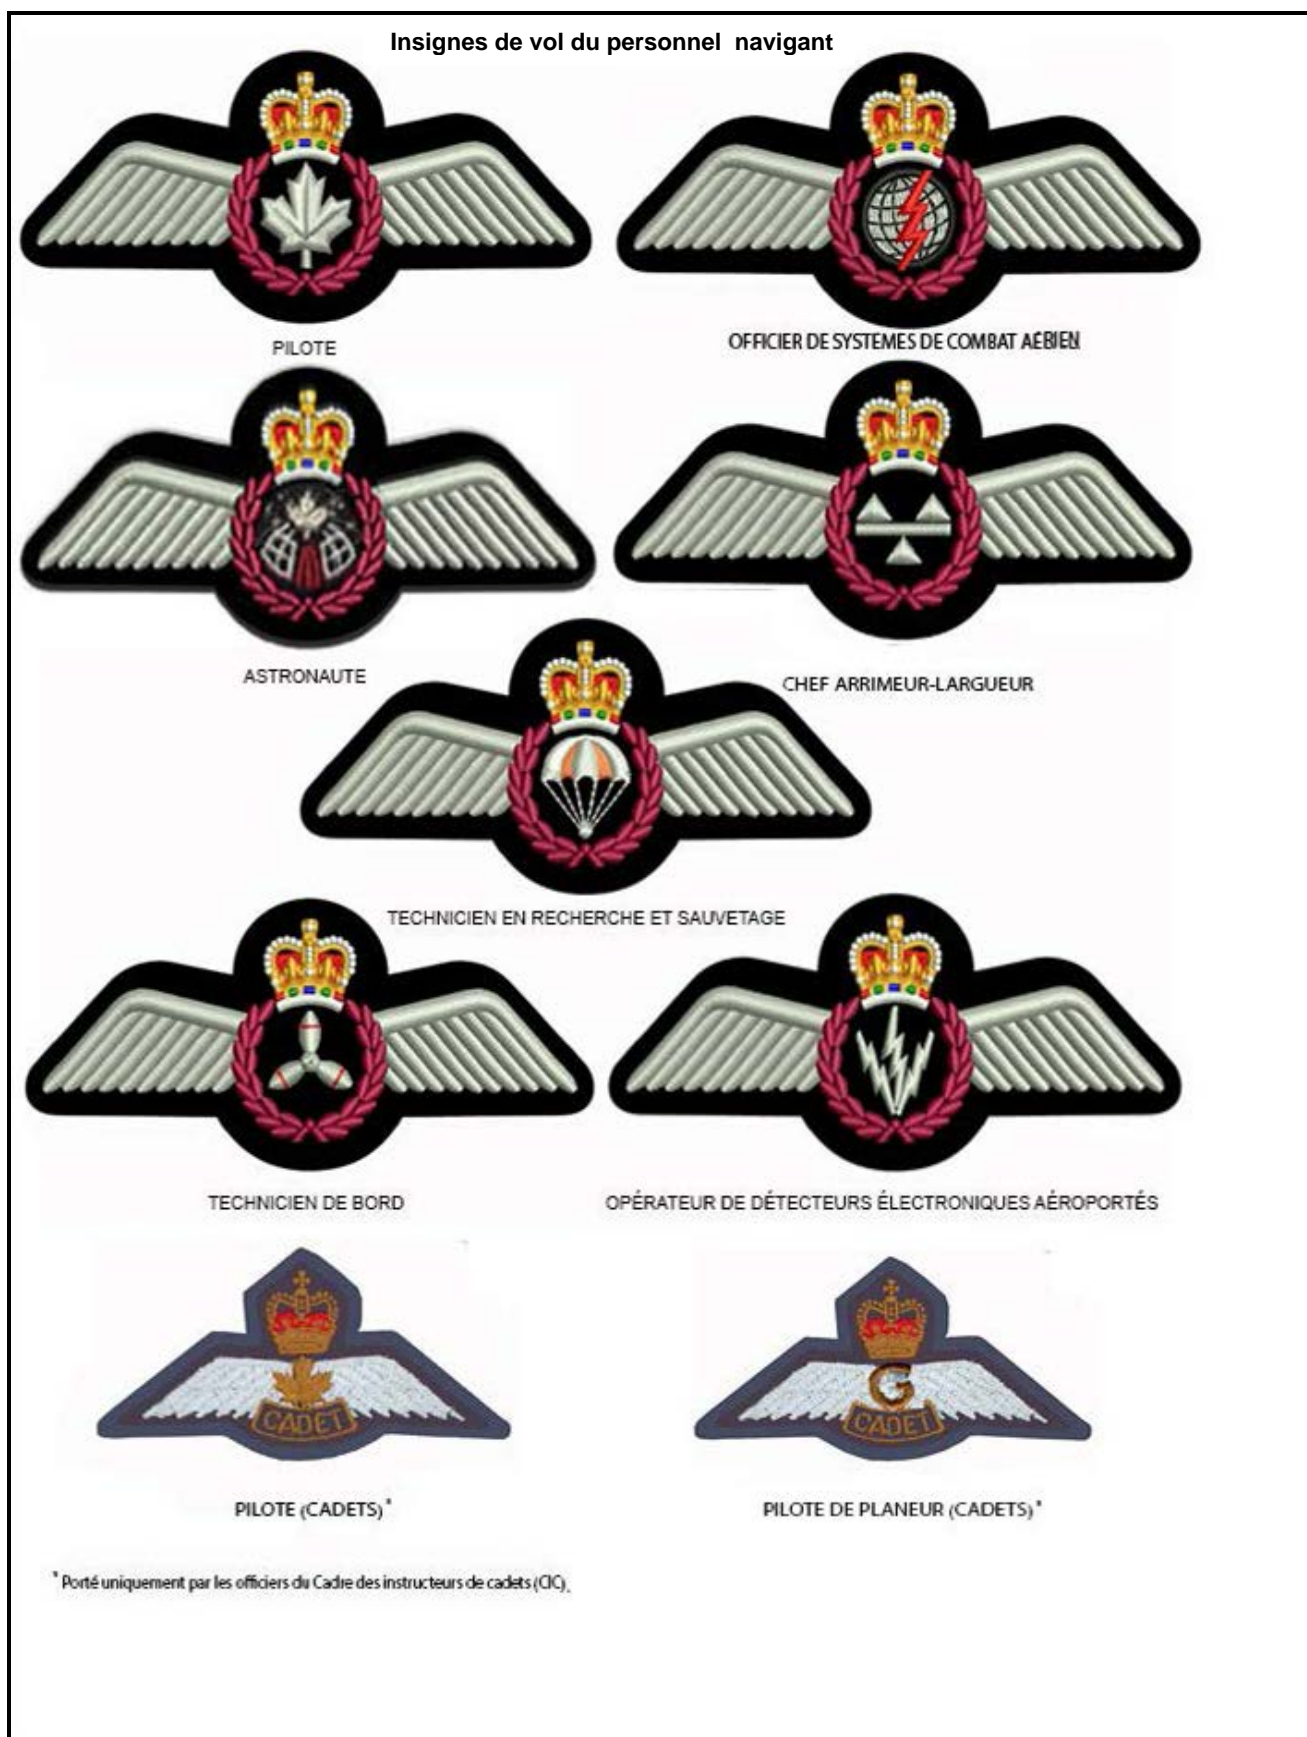 Insignes de vol du personnel navigant
PILOTE
OFFICIER DE SYSTEMES DE COMBAT AÉRIEN
ASTRONAUTE
CHEF ARRIMEUR-LARGUEUR
TECHNICIEN EN RECHERCHE ET SAUVETAGE
TECHNICIEN DE BORD
OPÉRATEUR DE DÉTECTEURS ÉLECTRONIQUES AÉROPORTÉS
CADET
G
CADET
PILOTE (CADETS)*
PILOTE DE PLANEUR (CADETS)*
* Porté uniquement par les officiers du Cadre des instructeurs de cadets (CIC).